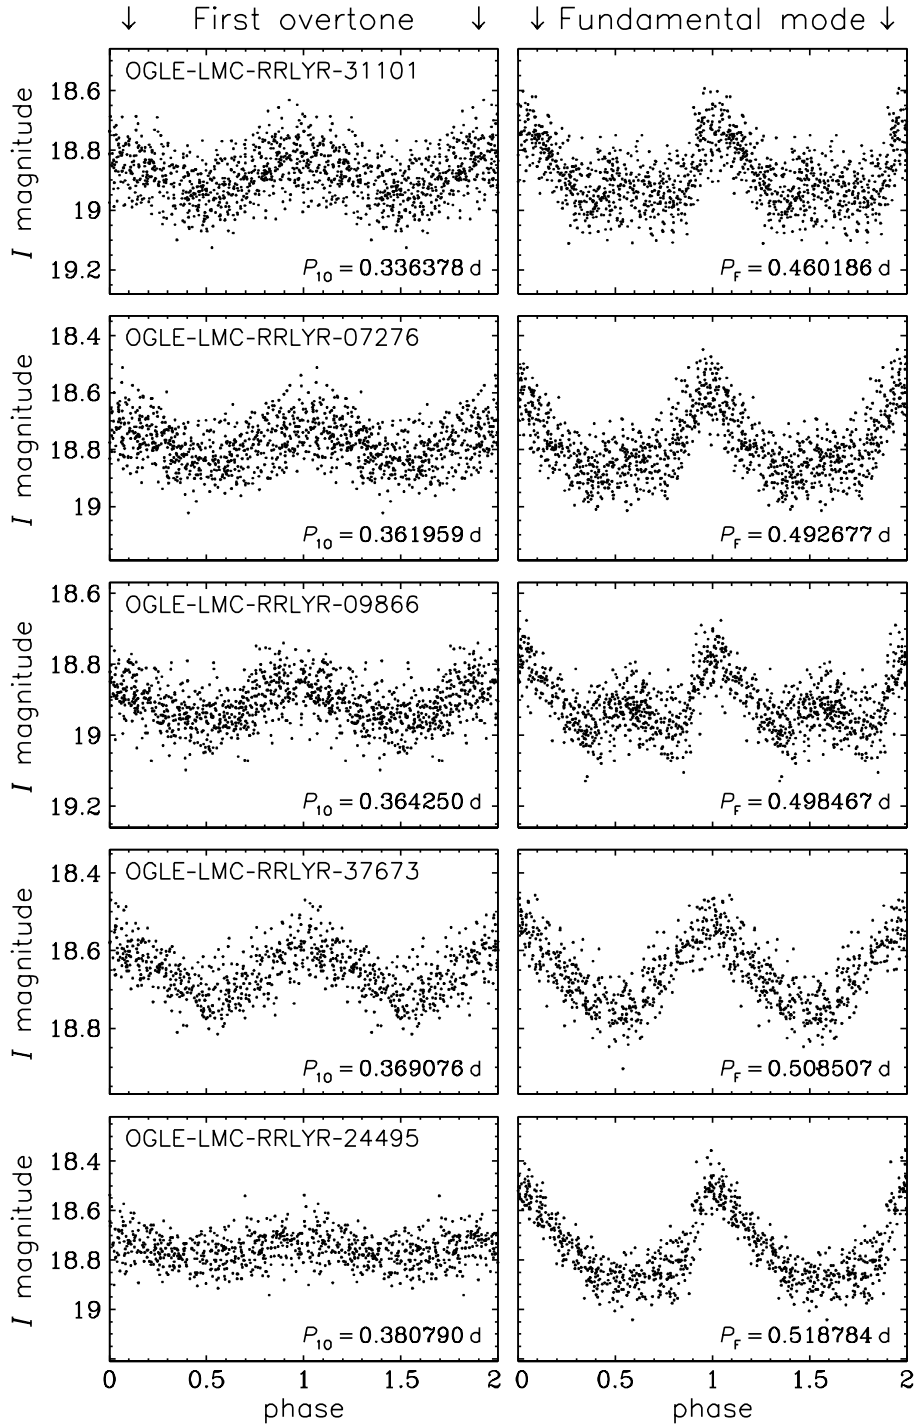 ↓ First overtone ↓
↓ Fundamental mode ↓
OGLE-LMC-RRLYR-31101
18.6
18.8
19
19.2
I magnitude
P10 = 0.336378 d
PF = 0.460186 d
OGLE-LMC-RRLYR-07276
18.4
18.6
18.8
19
I magnitude
P10 = 0.361959 d
PF = 0.492677 d
OGLE-LMC-RRLYR-09866
18.6
18.8
19
19.2
I magnitude
P10 = 0.364250 d
PF = 0.498467 d
OGLE-LMC-RRLYR-37673
18.4
18.6
18.8
I magnitude
P10 = 0.369076 d
PF = 0.508507 d
OGLE-LMC-RRLYR-24495
18.4
18.6
18.8
19
I magnitude
P10 = 0.380790 d
PF = 0.518784 d
0 0.5 1 1.5 2
0 0.5 1 1.5 2
phase
phase